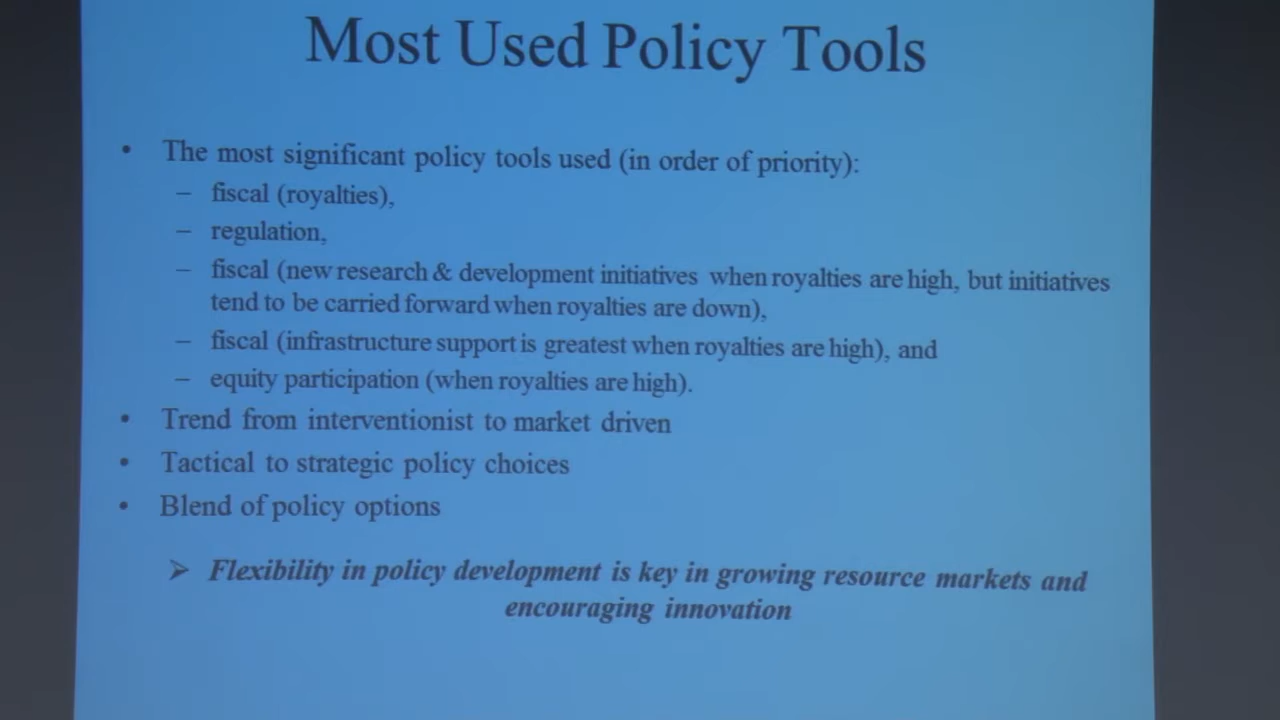 Most Used Policy Tools
• The most significant policy tools used (in order of priority):
– fiscal (royalties),
– regulation,
– fiscal (new research & development initiatives when royalties are high, but initiatives
tend to be carried forward when royalties are down),
– fiscal (infrastructure support is greatest when royalties are high), and
– equity participation (when royalties are high).
• Trend from interventionist to market driven
• Tactical to strategic policy choices
• Blend of policy options
➢ Flexibility in policy development is key in growing resource markets and
encouraging innovation